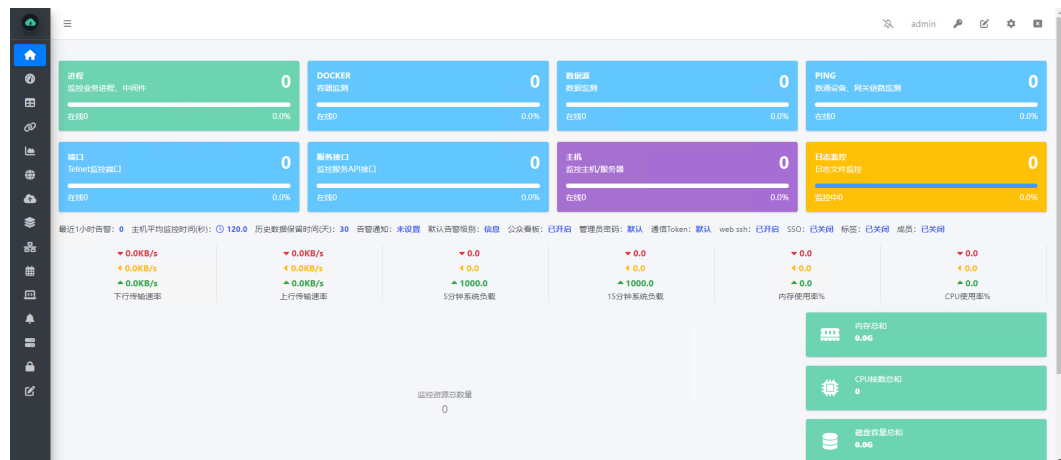 admin
进程
监控业务进程、中间件
0
在线0 0.0%
DOCKER
容器监测
0
在线0 0.0%
数据源
数据监测
0
在线0 0.0%
PING
数通设备、网关链路监测
0
在线0 0.0%
端口
Telnet监控端口
0
在线0 0.0%
服务接口
监控服务API接口
0
在线0 0.0%
主机
监控主机/服务器
0
在线0 0.0%
日志监控
日志文件监控
0
监控中0 0.0%
最近1小时告警: 0 主机平均监控时间(秒): 120.0 历史数据保留时间(天): 30 告警通知: 未设置 默认告警级别: 信息 公众看板: 已开启 管理员密码: 默认 通信Token: 默认 web ssh: 已开启 SSO: 已关闭 标签: 已关闭 成员: 已关闭
0.0KB/s 0.0KB/s 0.0 0.0 0.0 0.0
0.0KB/s 0.0KB/s 0.0 0.0 0.0 0.0
0.0KB/s 0.0KB/s 1000.0 1000.0 0.0 0.0
下行传输速率 上行传输速率 5分钟系统负载 15分钟系统负载 内存使用率% CPU使用率%
监控资源总数量
0
内存总和
0.0G
CPU核数总和
0
磁盘容量总和
0.0G